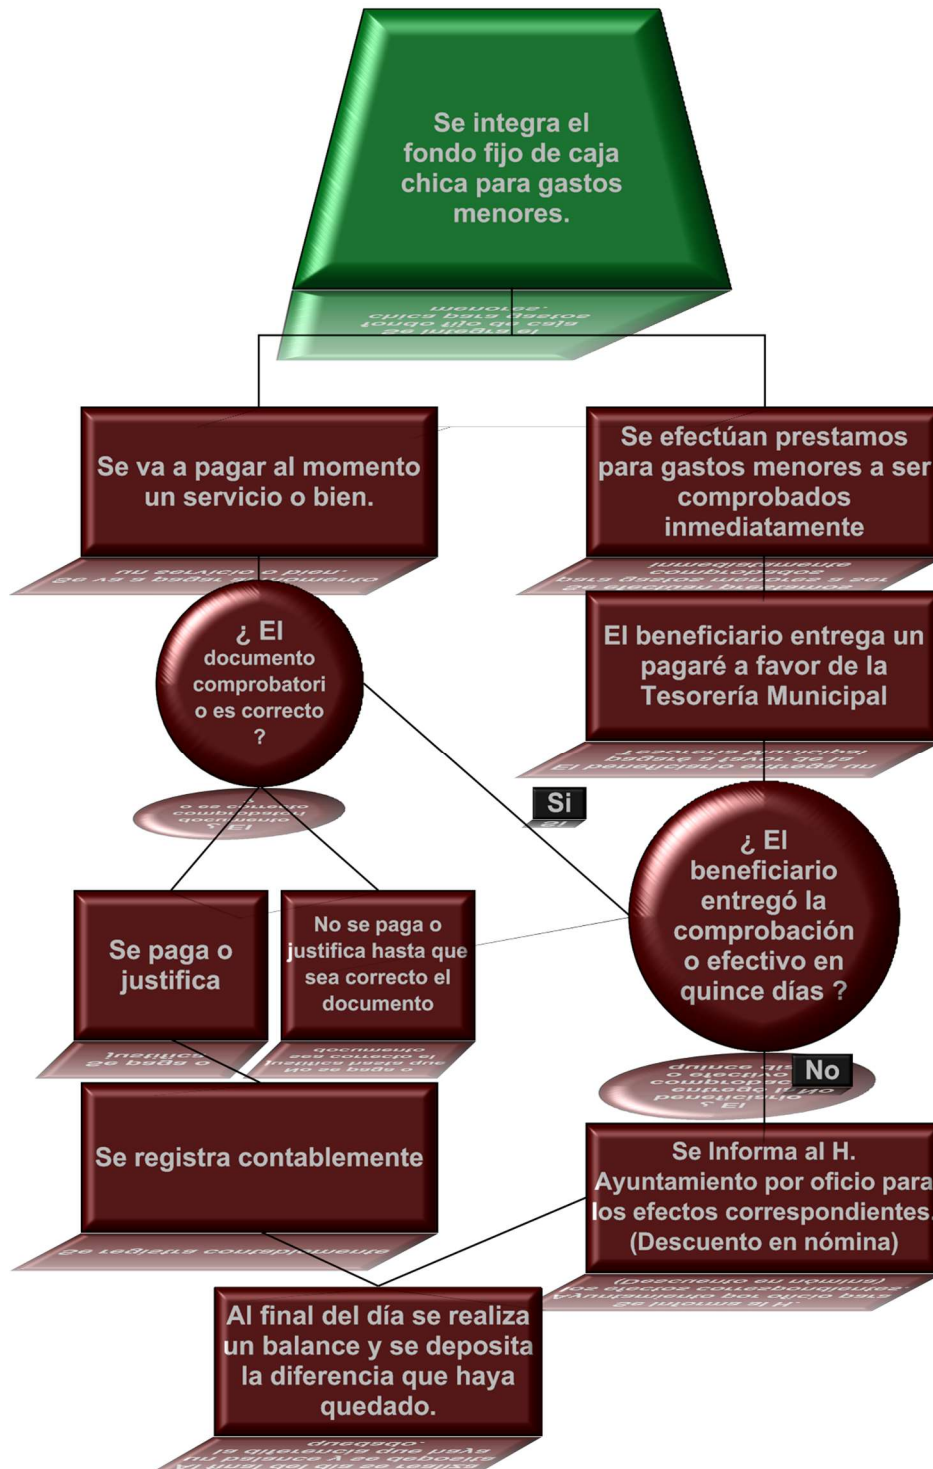 Se integra el
fondo fijo de caja
chica para gastos
menores.
Se va a pagar al momento
un servicio o bien.
Se efectúan prestamos
para gastos menores a ser
comprobados
inmediatamente
¿ El
documento
comprobatori
o es correcto
?
El beneficiario entrega un
pagaré a favor de la
Tesorería Municipal
Si
¿ El
beneficiario
entregó la
comprobación
o efectivo en
quince días ?
Se paga o
justifica
No se paga o
justifica hasta que
sea correcto el
documento
No
Se registra contablemente
Se Informa al H.
Ayuntamiento por oficio para
los efectos correspondientes.
(Descuento en nómina)
Al final del día se realiza
un balance y se deposita
la diferencia que haya
quedado.